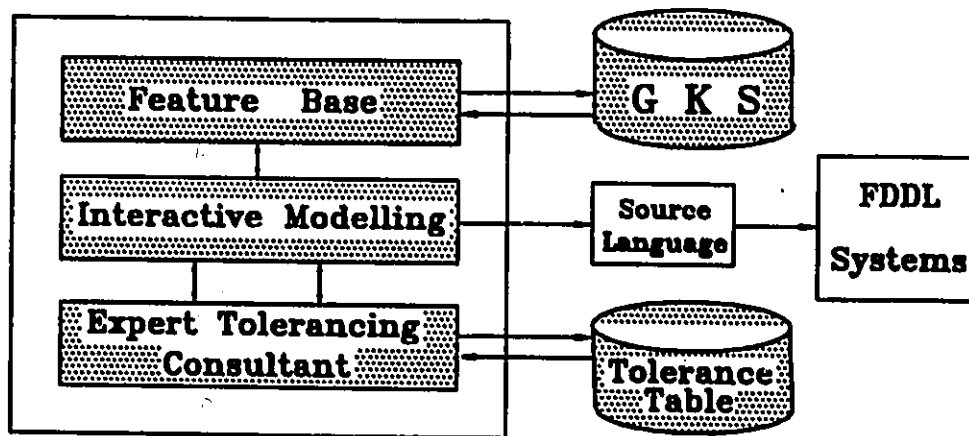 Feature Base
G K S
Interactive Modelling
Source
Language
FDDL
Systems
Expert Tolerancing
Consultant
Tolerance
Table